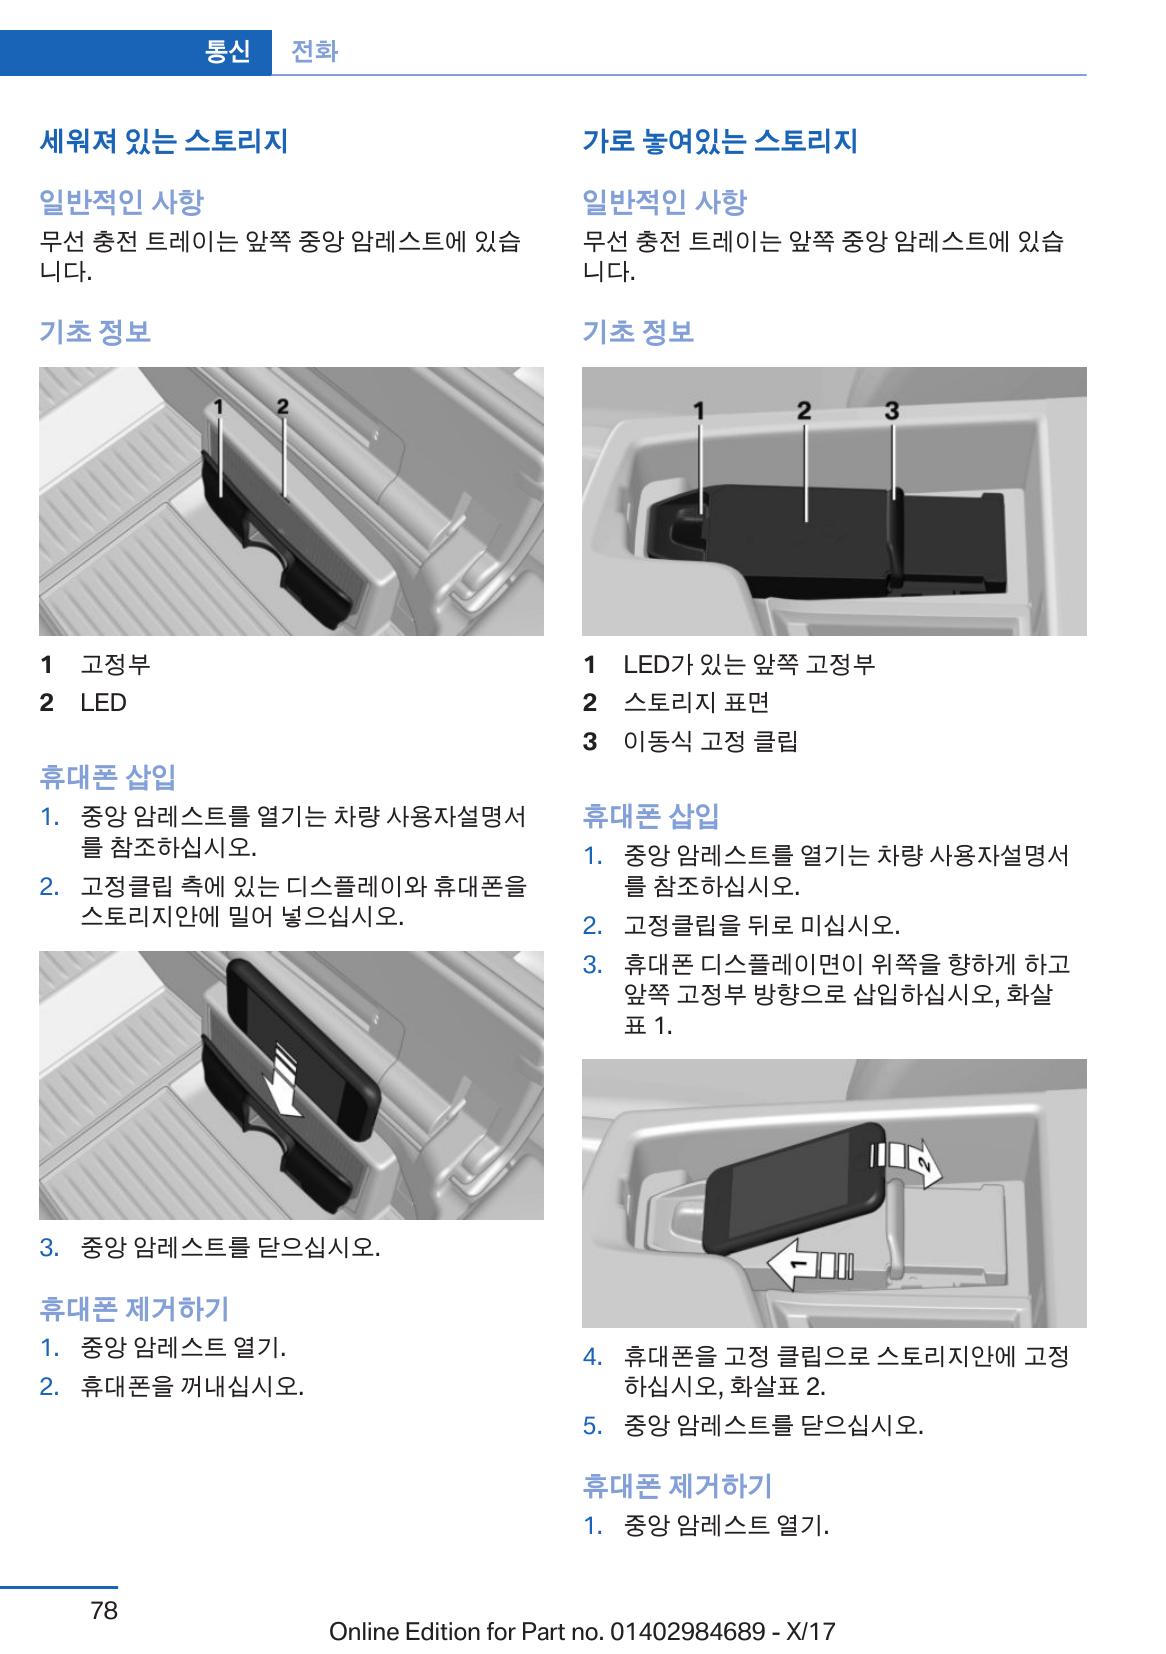 통신 전화
세워져 있는 스토리지
일반적인 사항
무선 충전 트레이는 앞쪽 중앙 암레스트에 있습
니다.
기초 정보
1 2
1 고정부
2 LED
휴대폰 삽입
1. 중앙 암레스트를 열기는 차량 사용자설명서
를 참조하십시오.
2. 고정클립 측에 있는 디스플레이와 휴대폰을
스토리지안에 밀어 넣으십시오.
3. 중앙 암레스트를 닫으십시오.
휴대폰 제거하기
1. 중앙 암레스트 열기.
2. 휴대폰을 꺼내십시오.
가로 놓여있는 스토리지
일반적인 사항
무선 충전 트레이는 앞쪽 중앙 암레스트에 있습
니다.
기초 정보
1 2 3
1 LED가 있는 앞쪽 고정부
2 스토리지 표면
3 이동식 고정 클립
휴대폰 삽입
1. 중앙 암레스트를 열기는 차량 사용자설명서
를 참조하십시오.
2. 고정클립을 뒤로 미십시오.
3. 휴대폰 디스플레이면이 위쪽을 향하게 하고
앞쪽 고정부 방향으로 삽입하십시오, 화살
표 1.
2
1
4. 휴대폰을 고정 클립으로 스토리지안에 고정
하십시오, 화살표 2.
5. 중앙 암레스트를 닫으십시오.
휴대폰 제거하기
1. 중앙 암레스트 열기.
78
Online Edition for Part no. 01402984689 - X/17